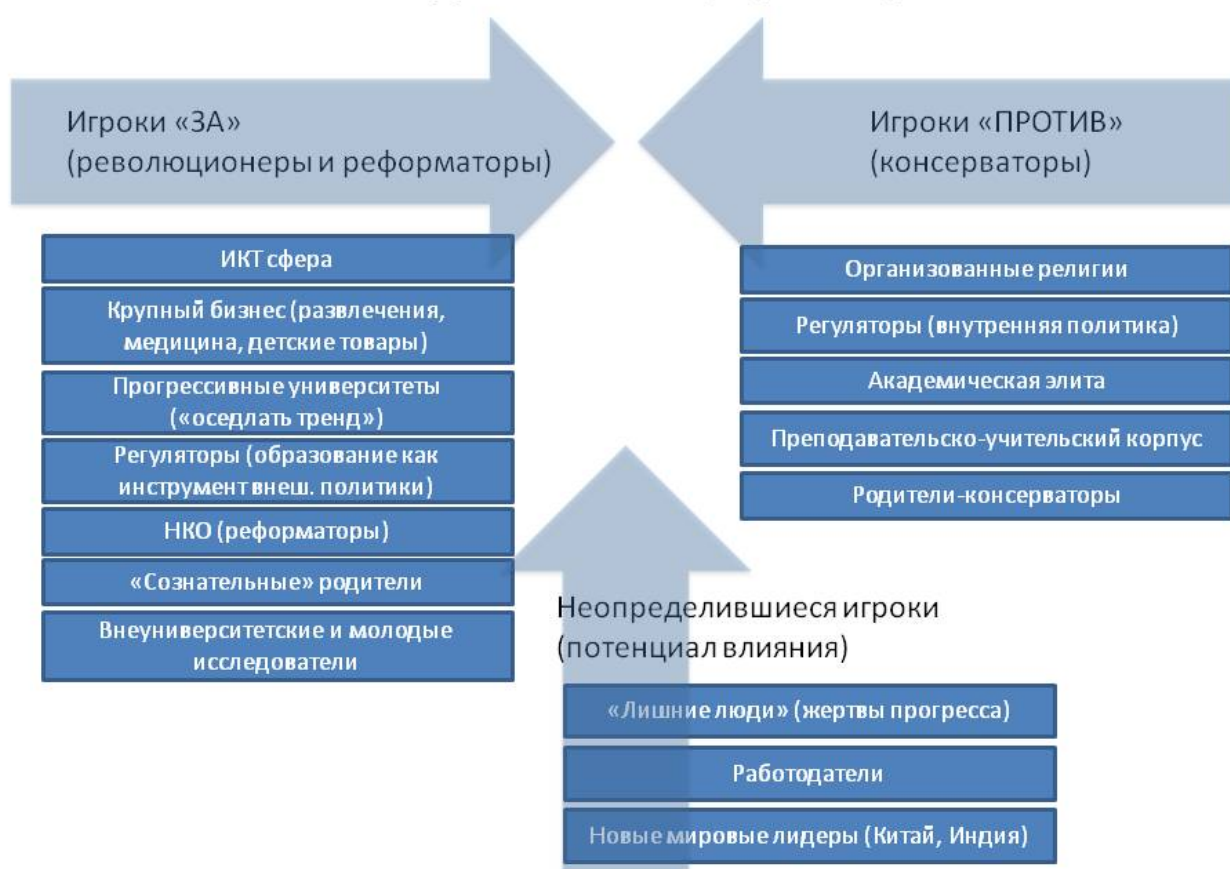 Игроки «ЗА»
(революционеры и реформаторы)
ИКТ сфера
Крупный бизнес (развлечения,
медицина, детские товары)
Прогрессивные университеты
(«оседлать тренд»)
Регуляторы (образование как
инструмент внеш. политики)
НКО (реформаторы)
«Сознательные» родители
Внеуниверситетские и молодые
исследователи
Игроки «ПРОТИВ»
(консерваторы)
Организованные религии
Регуляторы (внутренняя политика)
Академическая элита
Преподавательско-учительский корпус
Родители-консерваторы
Неопределившиеся игроки
(потенциал влияния)
«Лишние люди» (жертвы прогресса)
Работодатели
Новые мировые лидеры (Китай, Индия)